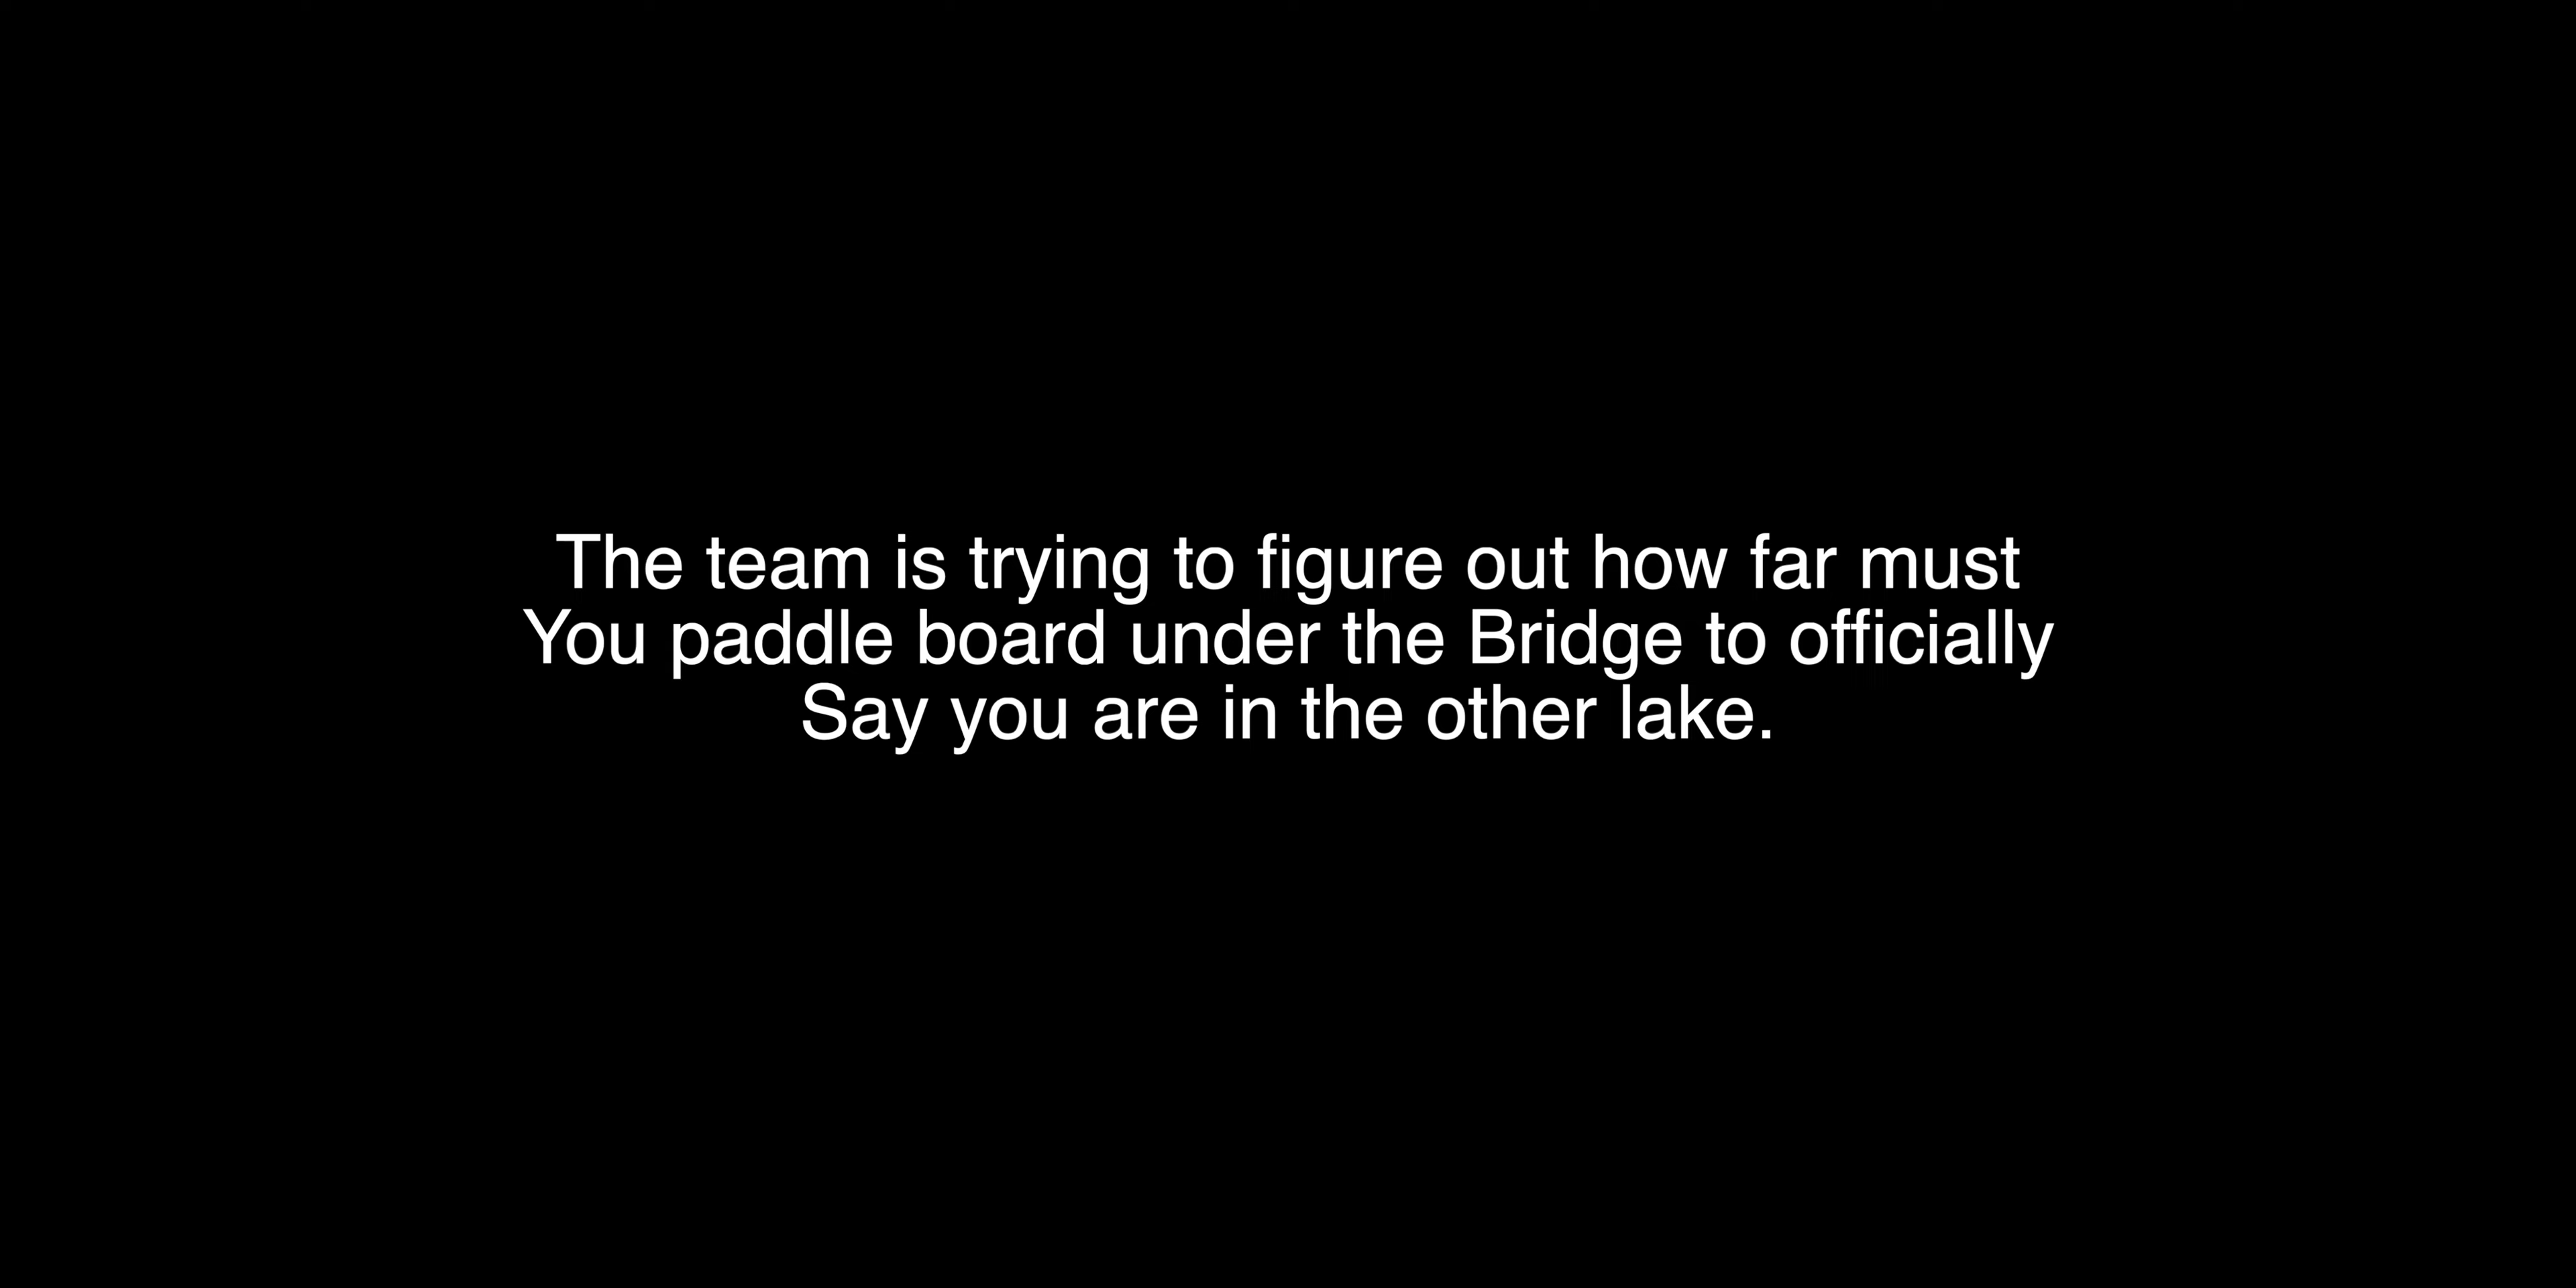 The team is trying to figure out how far must
You paddle board under the Bridge to officially
Say you are in the other lake.